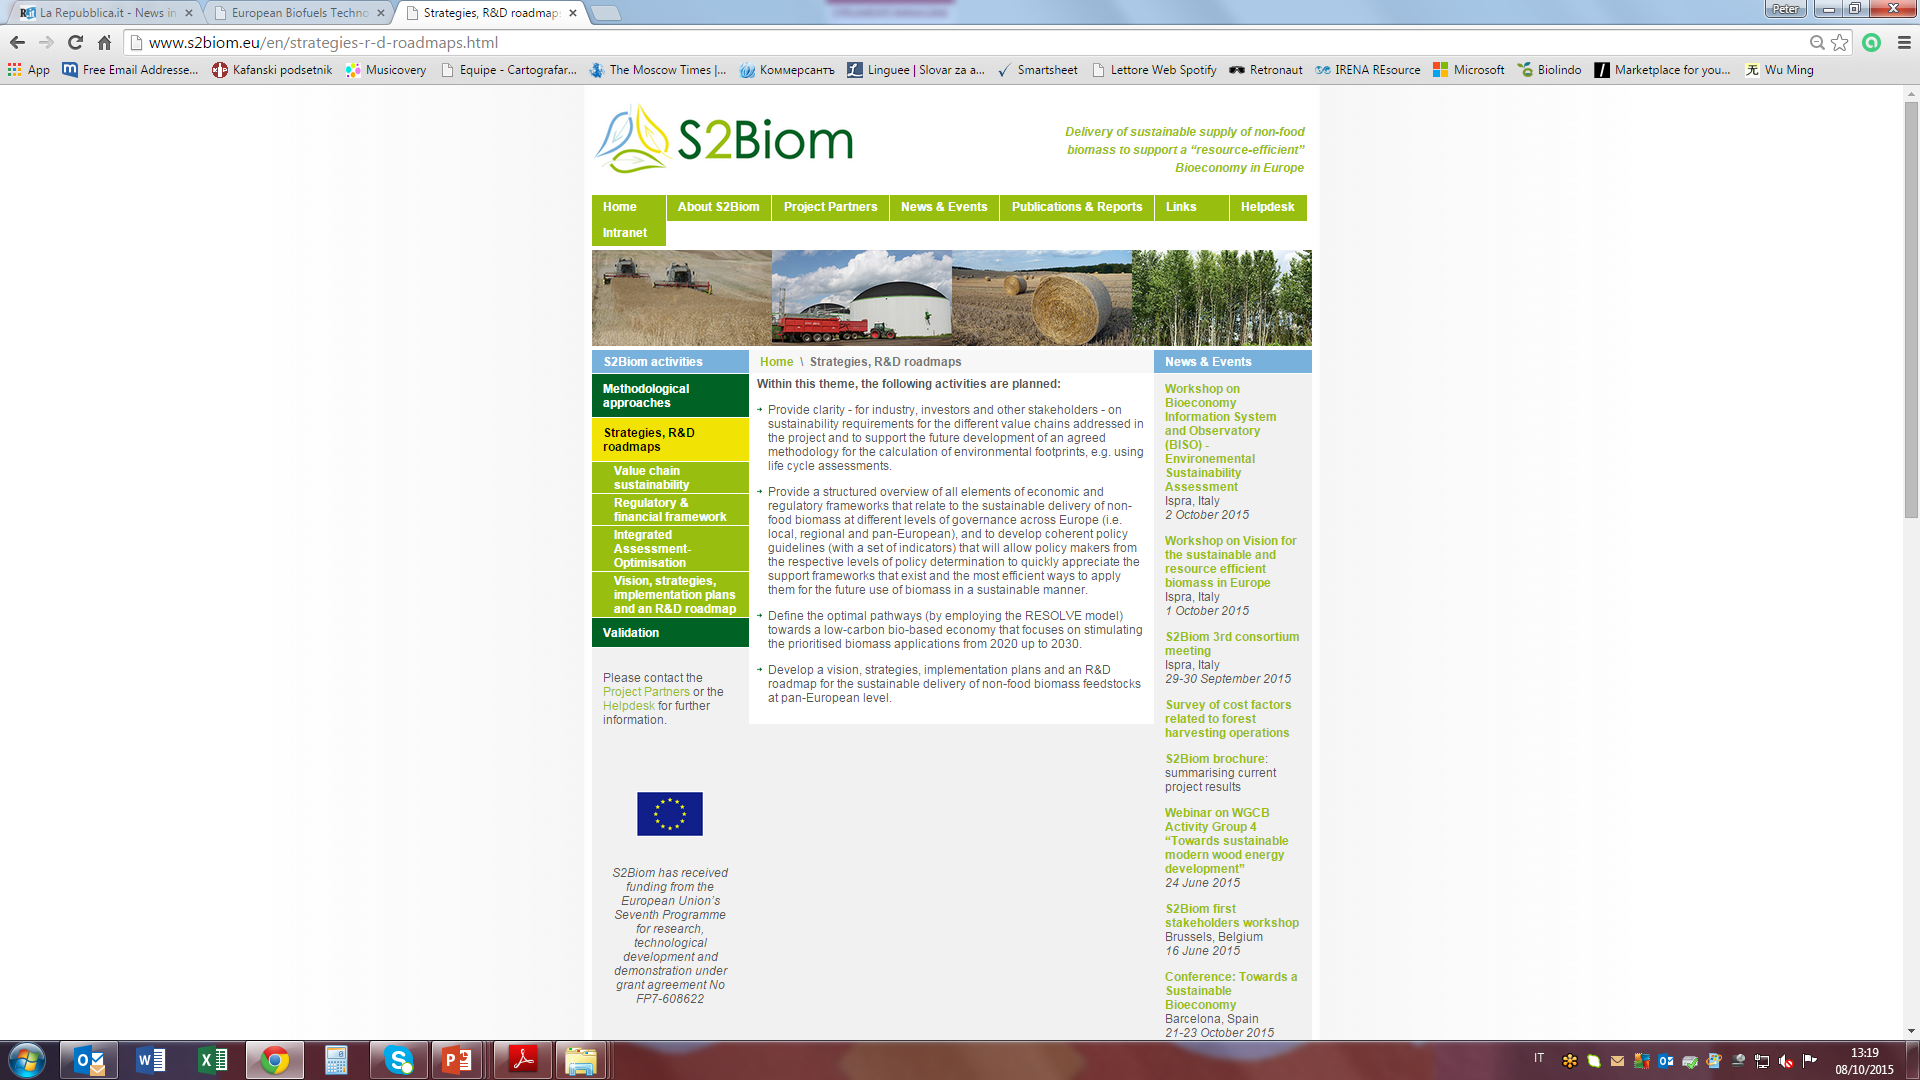 La Repubblica.it - News in
European Biofuels Techno
Strategies, R&D roadmaps
Peter
www.s2biom.eu/en/strategies-r-d-roadmaps.html
App
Free Email Addresse...
Kafanski podsetnik
Musicovery
Equipe - Cartografar...
The Moscow Times |...
Коммерсантъ
Linguee | Slovar za a...
Smartsheet
Lettore Web Spotify
Retronaut
IRENA REsource
Microsoft
Biolindo
Marketplace for you...
Wu Ming
S2Biom
Delivery of sustainable supply of non-food
biomass to support a “resource-efficient”
Bioeconomy in Europe
Home
About S2Biom
Project Partners
News & Events
Publications & Reports
Links
Helpdesk
Intranet
S2Biom activities
Methodological
approaches
Strategies, R&D
roadmaps
Value chain
sustainability
Regulatory &
financial framework
Integrated
Assessment-
Optimisation
Vision, strategies,
implementation plans
and an R&D roadmap
Validation
Please contact the
Project Partners or the
Helpdesk for further
information.
S2Biom has received
funding from the
European Union's
Seventh Programme
for research,
technological
development and
demonstration under
grant agreement No
FP7-608622
Home \ Strategies, R&D roadmaps
Within this theme, the following activities are planned:
Provide clarity - for industry, investors and other stakeholders - on
sustainability requirements for the different value chains addressed in
the project and to support the future development of an agreed
methodology for the calculation of environmental footprints, e.g. using
life cycle assessments.
Provide a structured overview of all elements of economic and
regulatory frameworks that relate to the sustainable delivery of non-
food biomass at different levels of governance across Europe (i.e.
local, regional and pan-European), and to develop coherent policy
guidelines (with a set of indicators) that will allow policy makers from
the respective levels of policy determination to quickly appreciate the
support frameworks that exist and the most efficient ways to apply
them for the future use of biomass in a sustainable manner.
Define the optimal pathways (by employing the RESOLVE model)
towards a low-carbon bio-based economy that focuses on stimulating
the prioritised biomass applications from 2020 up to 2030.
Develop a vision, strategies, implementation plans and an R&D
roadmap for the sustainable delivery of non-food biomass feedstocks
at pan-European level.
News & Events
Workshop on
Bioeconomy
Information System
and Observatory
(BISO) -
Environemental
Sustainability
Assessment
Ispra, Italy
2 October 2015
Workshop on Vision for
the sustainable and
resource efficient
biomass in Europe
Ispra, Italy
1 October 2015
S2Biom 3rd consortium
meeting
Ispra, Italy
29-30 September 2015
Survey of cost factors
related to forest
harvesting operations
S2Biom brochure:
summarising current
project results
Webinar on WGCB
Activity Group 4
“Towards sustainable
modern wood energy
development”
24 June 2015
S2Biom first
stakeholders workshop
Brussels, Belgium
16 June 2015
Conference: Towards a
Sustainable
Bioeconomy
Barcelona, Spain
21-23 October 2015
IT
13:19
08/10/2015